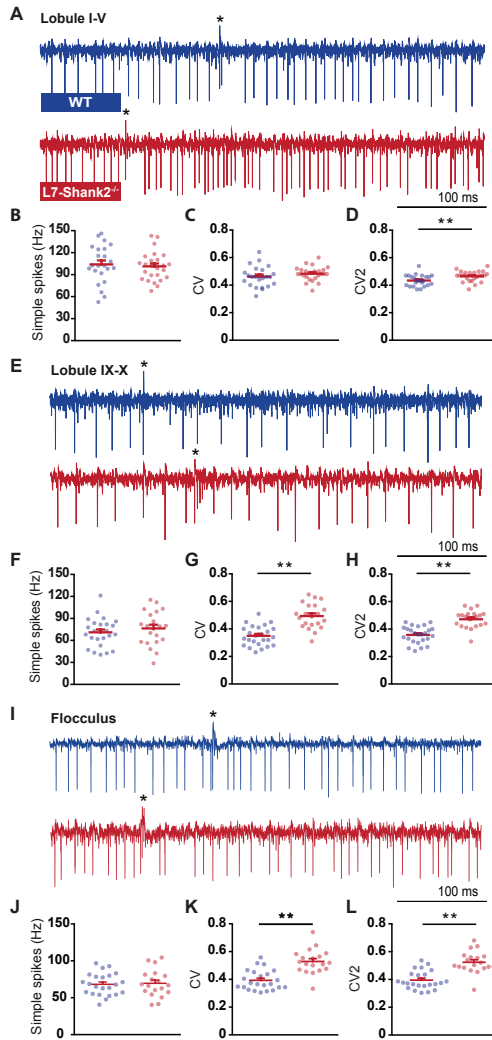 A
Lobule I-V
*
WT
*
L7-Shank2-/-
100 ms
B
Simple spikes (Hz)
150
120
90
60
30
0
C
CV
0.8
0.6
0.4
0.2
0
D
**
CV2
0.8
0.6
0.4
0.2
0
E
Lobule IX-X
*
*
100 ms
F
Simple spikes (Hz)
150
120
90
60
30
0
G
**
CV
0.8
0.6
0.4
0.2
0
H
**
CV2
0.8
0.6
0.4
0.2
0
I
Flocculus
*
*
100 ms
J
Simple spikes (Hz)
150
100
50
0
K
**
CV
0.8
0.6
0.4
0.2
0
L
**
CV2
0.8
0.6
0.4
0.2
0